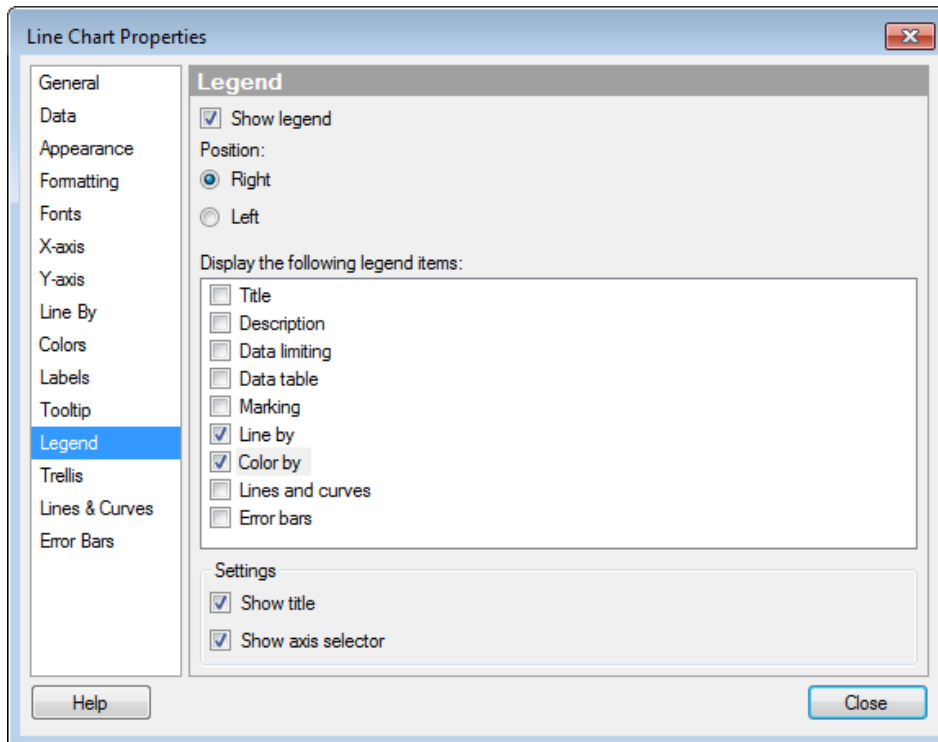 Line Chart Properties
General
Data
Appearance
Formatting
Fonts
X-axis
Y-axis
Line By
Colors
Labels
Tooltip
Legend
Trellis
Lines & Curves
Error Bars
Legend
Show legend
Position:
Right
Left
Display the following legend items:
Title
Description
Data limiting
Data table
Marking
Line by
Color by
Lines and curves
Error bars
Settings
Show title
Show axis selector
Help
Close